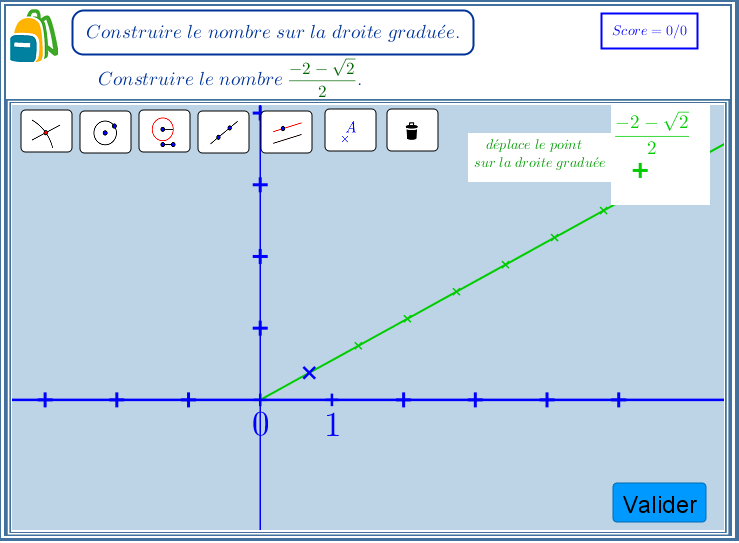 Construire le nombre sur la droite graduée.
Score = 0/0
Construire le nombre \frac{-2-\sqrt{2}}{2}.
A
déplace le point
sur la droite graduée
\frac{-2-\sqrt{2}}{2}
0 1
Valider